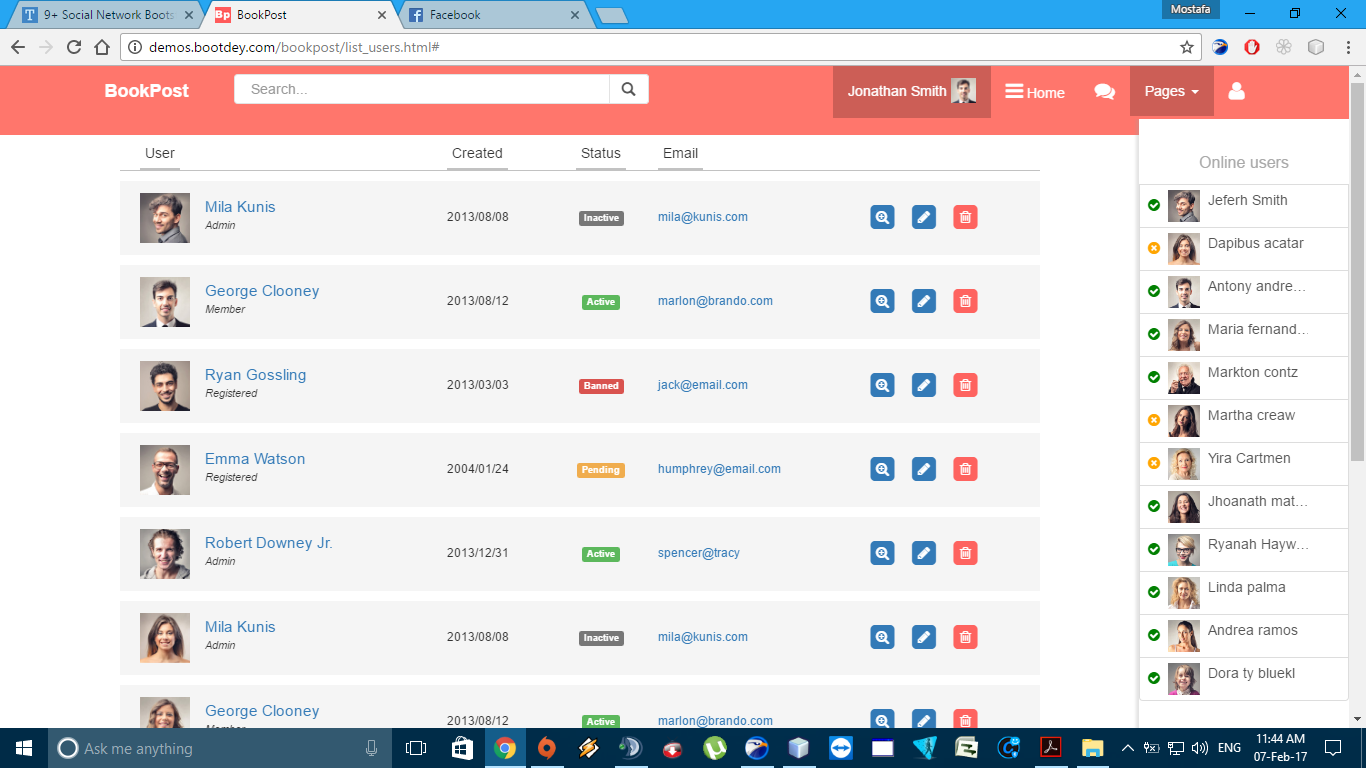 9+ Social Network Boots
BookPost
Facebook
Mostafa
demos.bootdey.com/bookpost/list_users.html#
BookPost
Search...
Jonathan Smith
Home
Pages
User Created Status Email
Mila Kunis
Admin
2013/08/08 Inactive mila@kunis.com
George Clooney
Member
2013/08/12 Active marlon@brando.com
Ryan Gossling
Registered
2013/03/03 Banned jack@email.com
Emma Watson
Registered
2004/01/24 Pending humphrey@email.com
Robert Downey Jr.
Admin
2013/12/31 Active spencer@tracy
Mila Kunis
Admin
2013/08/08 Inactive mila@kunis.com
George Clooney
Member
2013/08/12 Active marlon@brando.com
Online users
Jeferh Smith
Dapibus acatar
Antony andre…
Maria fernand…
Markton contz
Martha creaw
Yira Cartmen
Jhoanath mat…
Ryanah Hayw…
Linda palma
Andrea ramos
Dora ty bluekl
Ask me anything
ENG
11:44 AM
07-Feb-17